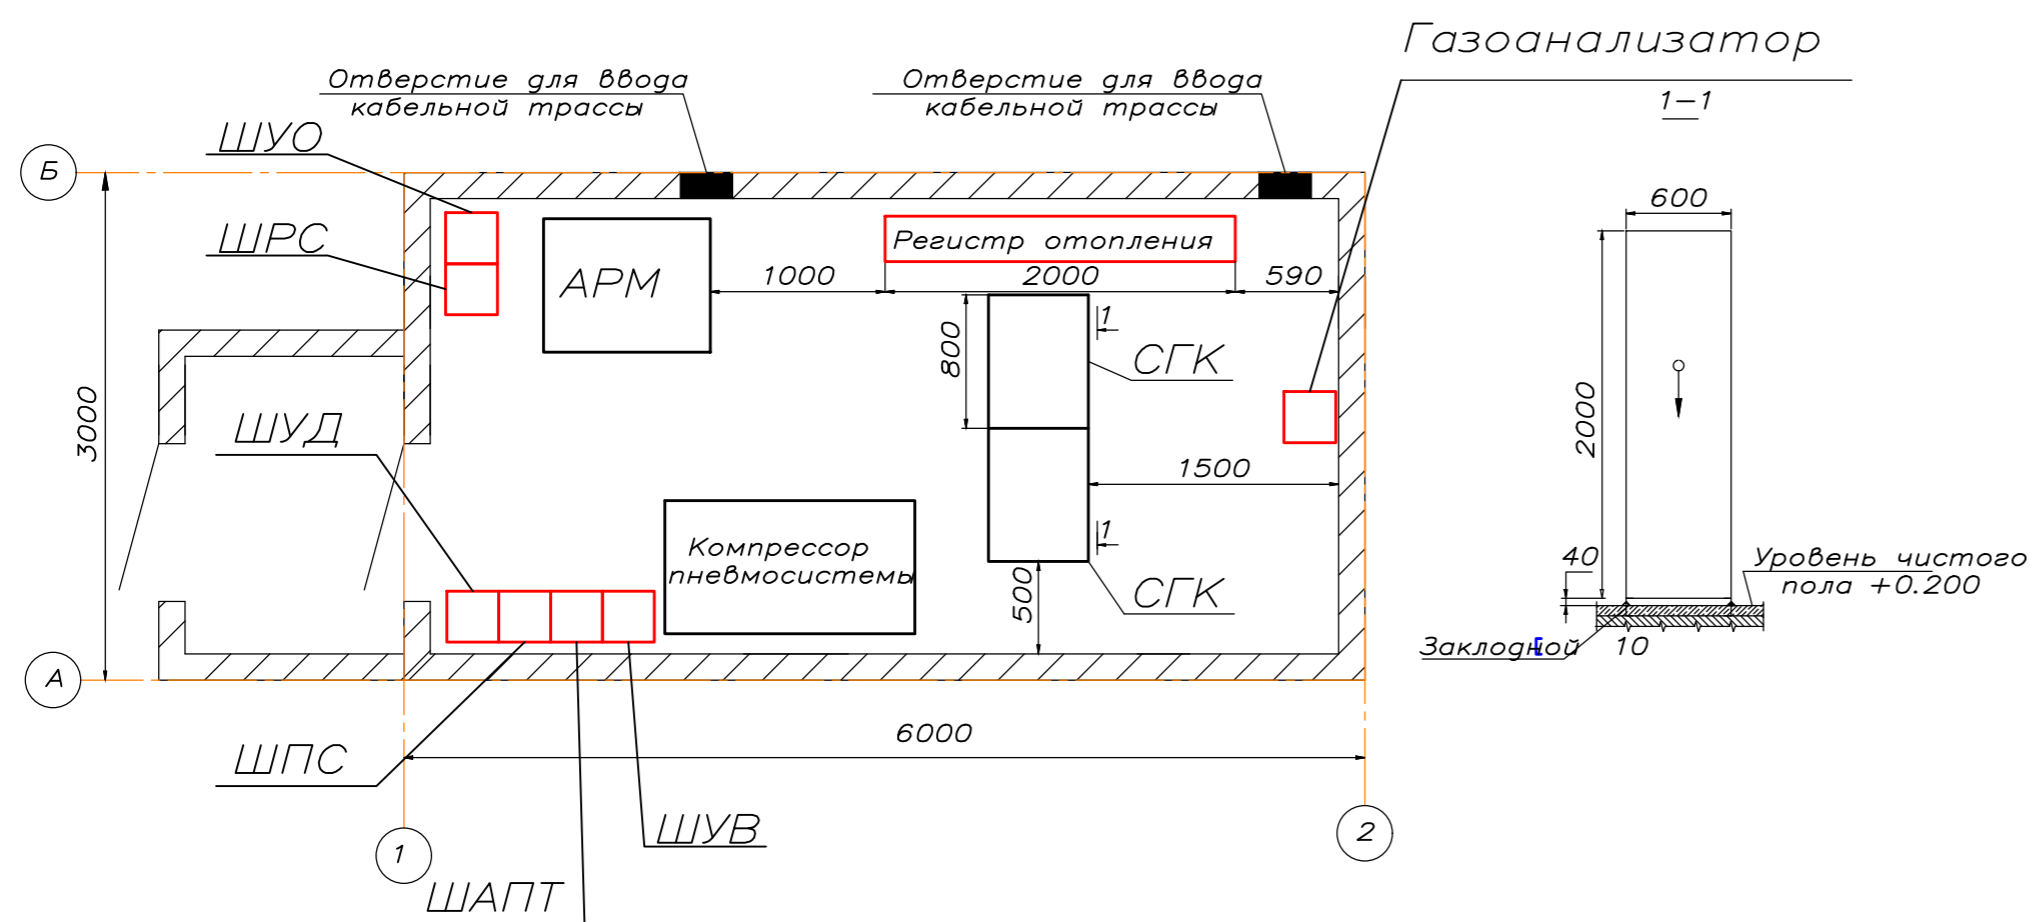 Газоанализатор
1-1
Отверстие для ввода
кабельной трассы
Отверстие для ввода
кабельной трассы
ШУО
Б
600
ШРС
Регистр отопления
АРМ
1000
2000
590
1
800
СГК
3000
2000
ШУД
1500
1
Компрессор
пневмосистемы
40
Уровень чистого
пола +0.200
500
СГК
Закло­дной
10
А
6000
ШПС
ШУВ
2
1
ШАПТ